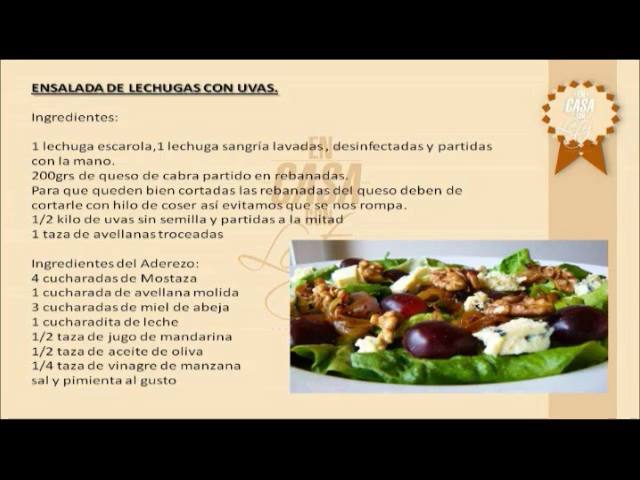 ENSALADA DE LECHUGAS CON UVAS.
Ingredientes:
1 lechuga escarola,1 lechuga sangría lavadas, desinfectadas y partidas
con la mano.
200grs de queso de cabra partido en rebanadas.
Para que queden bien cortadas las rebanadas del queso deben de
cortarle con hilo de coser así evitamos que se nos rompa.
1/2 kilo de uvas sin semilla y partidas a la mitad
1 taza de avellanas troceadas
Ingredientes del Aderezo:
4 cucharadas de Mostaza
1 cucharada de avellana molida
3 cucharadas de miel de abeja
1 cucharadita de leche
1/2 taza de jugo de mandarina
1/2 taza de aceite de oliva
1/4 taza de vinagre de manzana
sal y pimienta al gusto
EN
CASA
EN
CASA